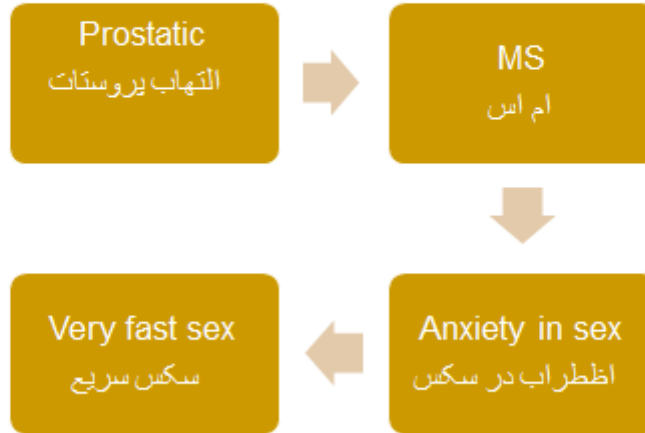 Prostatic
التهاب پروستات
MS
ام اس
Anxiety in sex
اظطراب در سکس
Very fast sex
سکس سریع